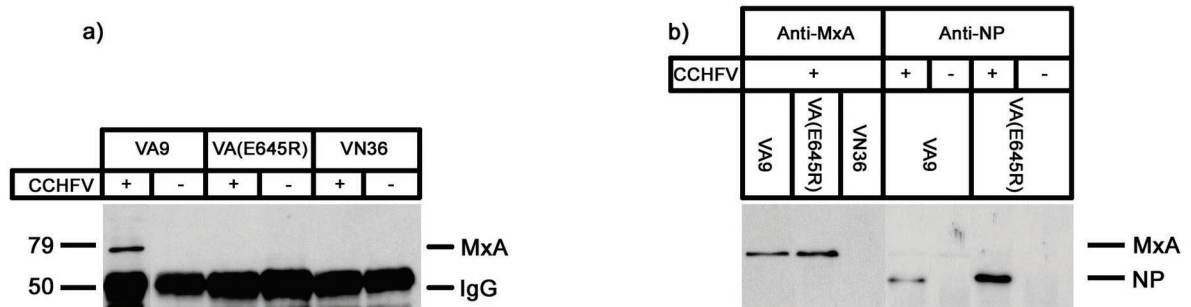 a)
VA9 VA(E645R) VN36
CCHFV + - + - + -
79 MxA
50 IgG
b)
Anti-MxA Anti-NP
CCHFV + + - + -
VA9 VA(E645R) VN36 VA9 VA(E645R)
MxA
NP